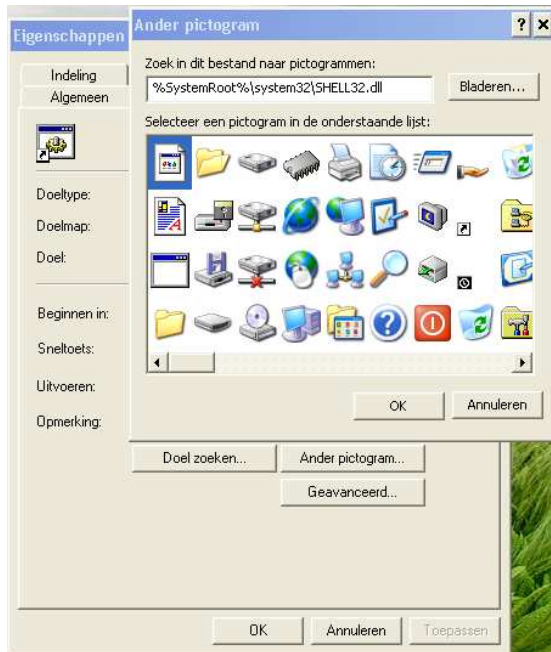 Eigenschappen
Ander pictogram
Zoek in dit bestand naar pictogrammen:
%SystemRoot%\system32\SHELL32.dll
Bladeren...
Selecteer een pictogram in de onderstaande lijst:
OK
Annuleren
Indeling
Algemeen
Doeltype:
Doelmap:
Doel:
Beginnen in:
Sneltoets:
Uitvoeren:
Opmerking:
Doel zoeken...
Ander pictogram...
Geavanceerd...
OK
Annuleren
Toepassen